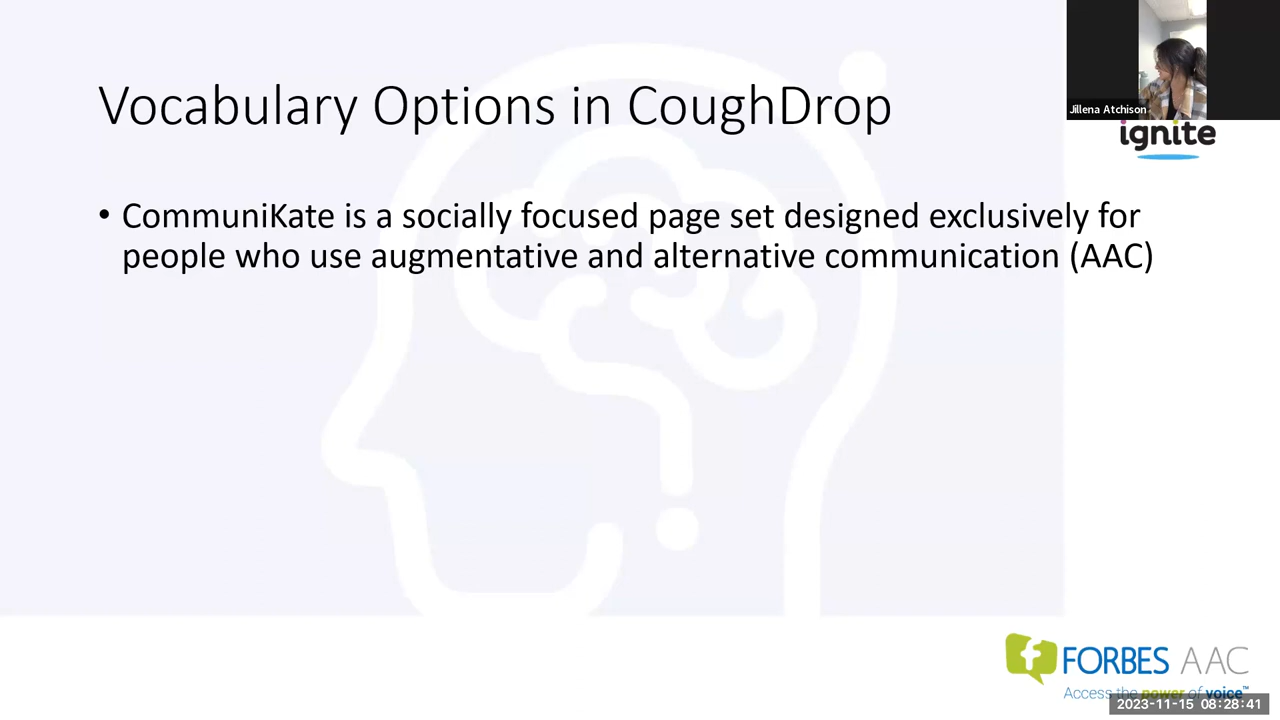 Vocabulary Options in CoughDrop
Jillena Atchison
ignite
• CommuniKate is a socially focused page set designed exclusively for
people who use augmentative and alternative communication (AAC)
FORBES AAC
Access the power of voice™
2023-11-15 08:28:41